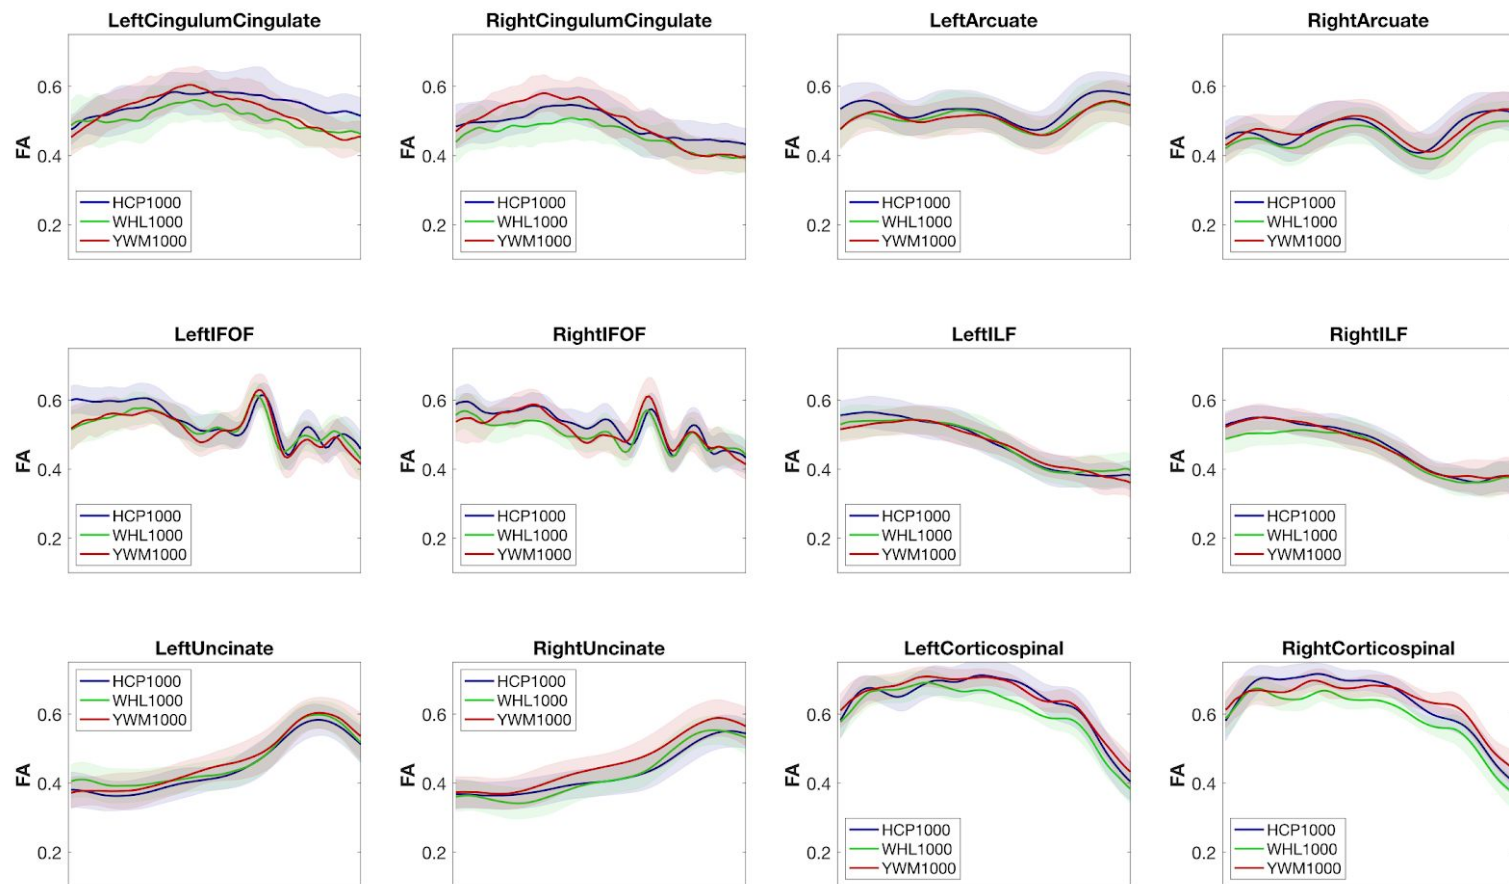 LeftCingulumCingulate
FA
0.6
0.4
0.2
HCP1000
WHL1000
YWM1000
RightCingulumCingulate
FA
0.6
0.4
0.2
HCP1000
WHL1000
YWM1000
LeftArcuate
FA
0.6
0.4
0.2
HCP1000
WHL1000
YWM1000
RightArcuate
FA
0.6
0.4
0.2
HCP1000
WHL1000
YWM1000
LeftIFOF
FA
0.6
0.4
0.2
HCP1000
WHL1000
YWM1000
RightIFOF
FA
0.6
0.4
0.2
HCP1000
WHL1000
YWM1000
LeftILF
FA
0.6
0.4
0.2
HCP1000
WHL1000
YWM1000
RightILF
FA
0.6
0.4
0.2
HCP1000
WHL1000
YWM1000
LeftUncinate
FA
0.6
0.4
0.2
HCP1000
WHL1000
YWM1000
RightUncinate
FA
0.6
0.4
0.2
HCP1000
WHL1000
YWM1000
LeftCorticospinal
FA
0.6
0.4
0.2
HCP1000
WHL1000
YWM1000
RightCorticospinal
FA
0.6
0.4
0.2
HCP1000
WHL1000
YWM1000